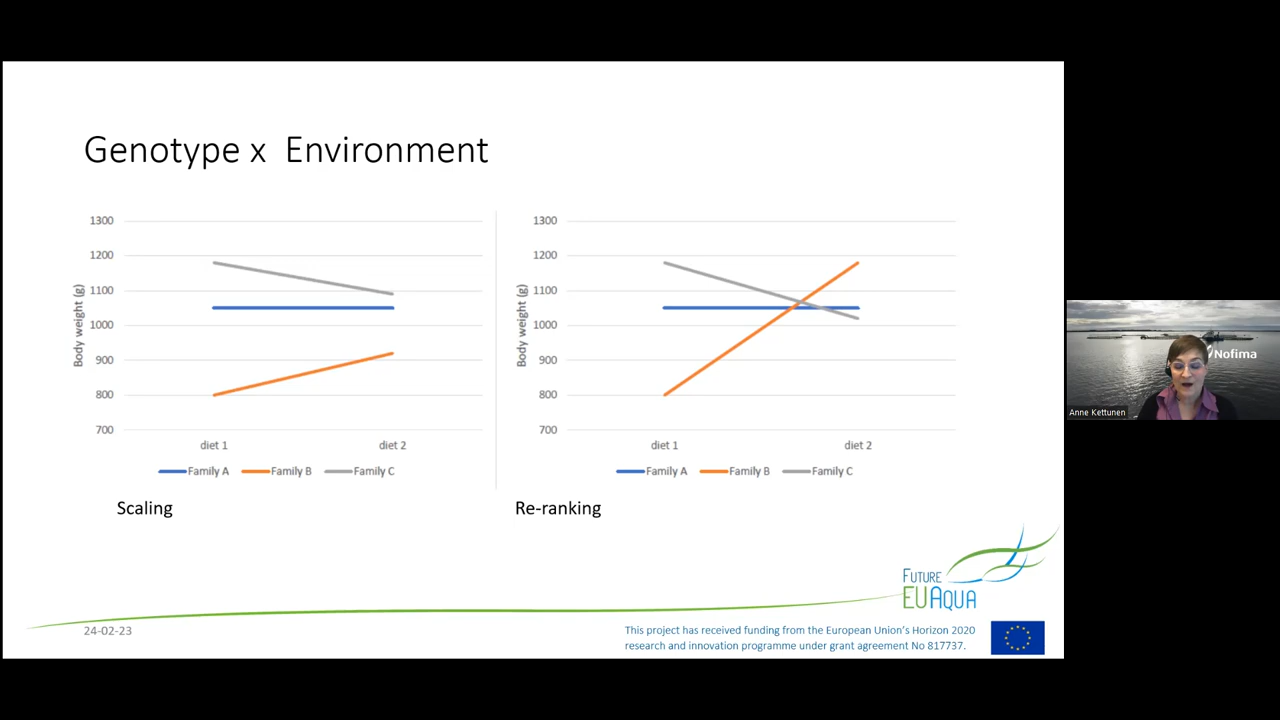 Genotype x Environment
1300
1200
1100
1000
900
800
700
Body weight (g)
diet 1 diet 2
Family A Family B Family C
Scaling
1300
1200
1100
1000
900
800
700
Body weight (g)
diet 1 diet 2
Family A Family B Family C
Re-ranking
Nofima
Anne Kettunen
FUTURE
EUAQUA
24-02-23
This project has received funding from the European Union's Horizon 2020
research and innovation programme under grant agreement No 817737.